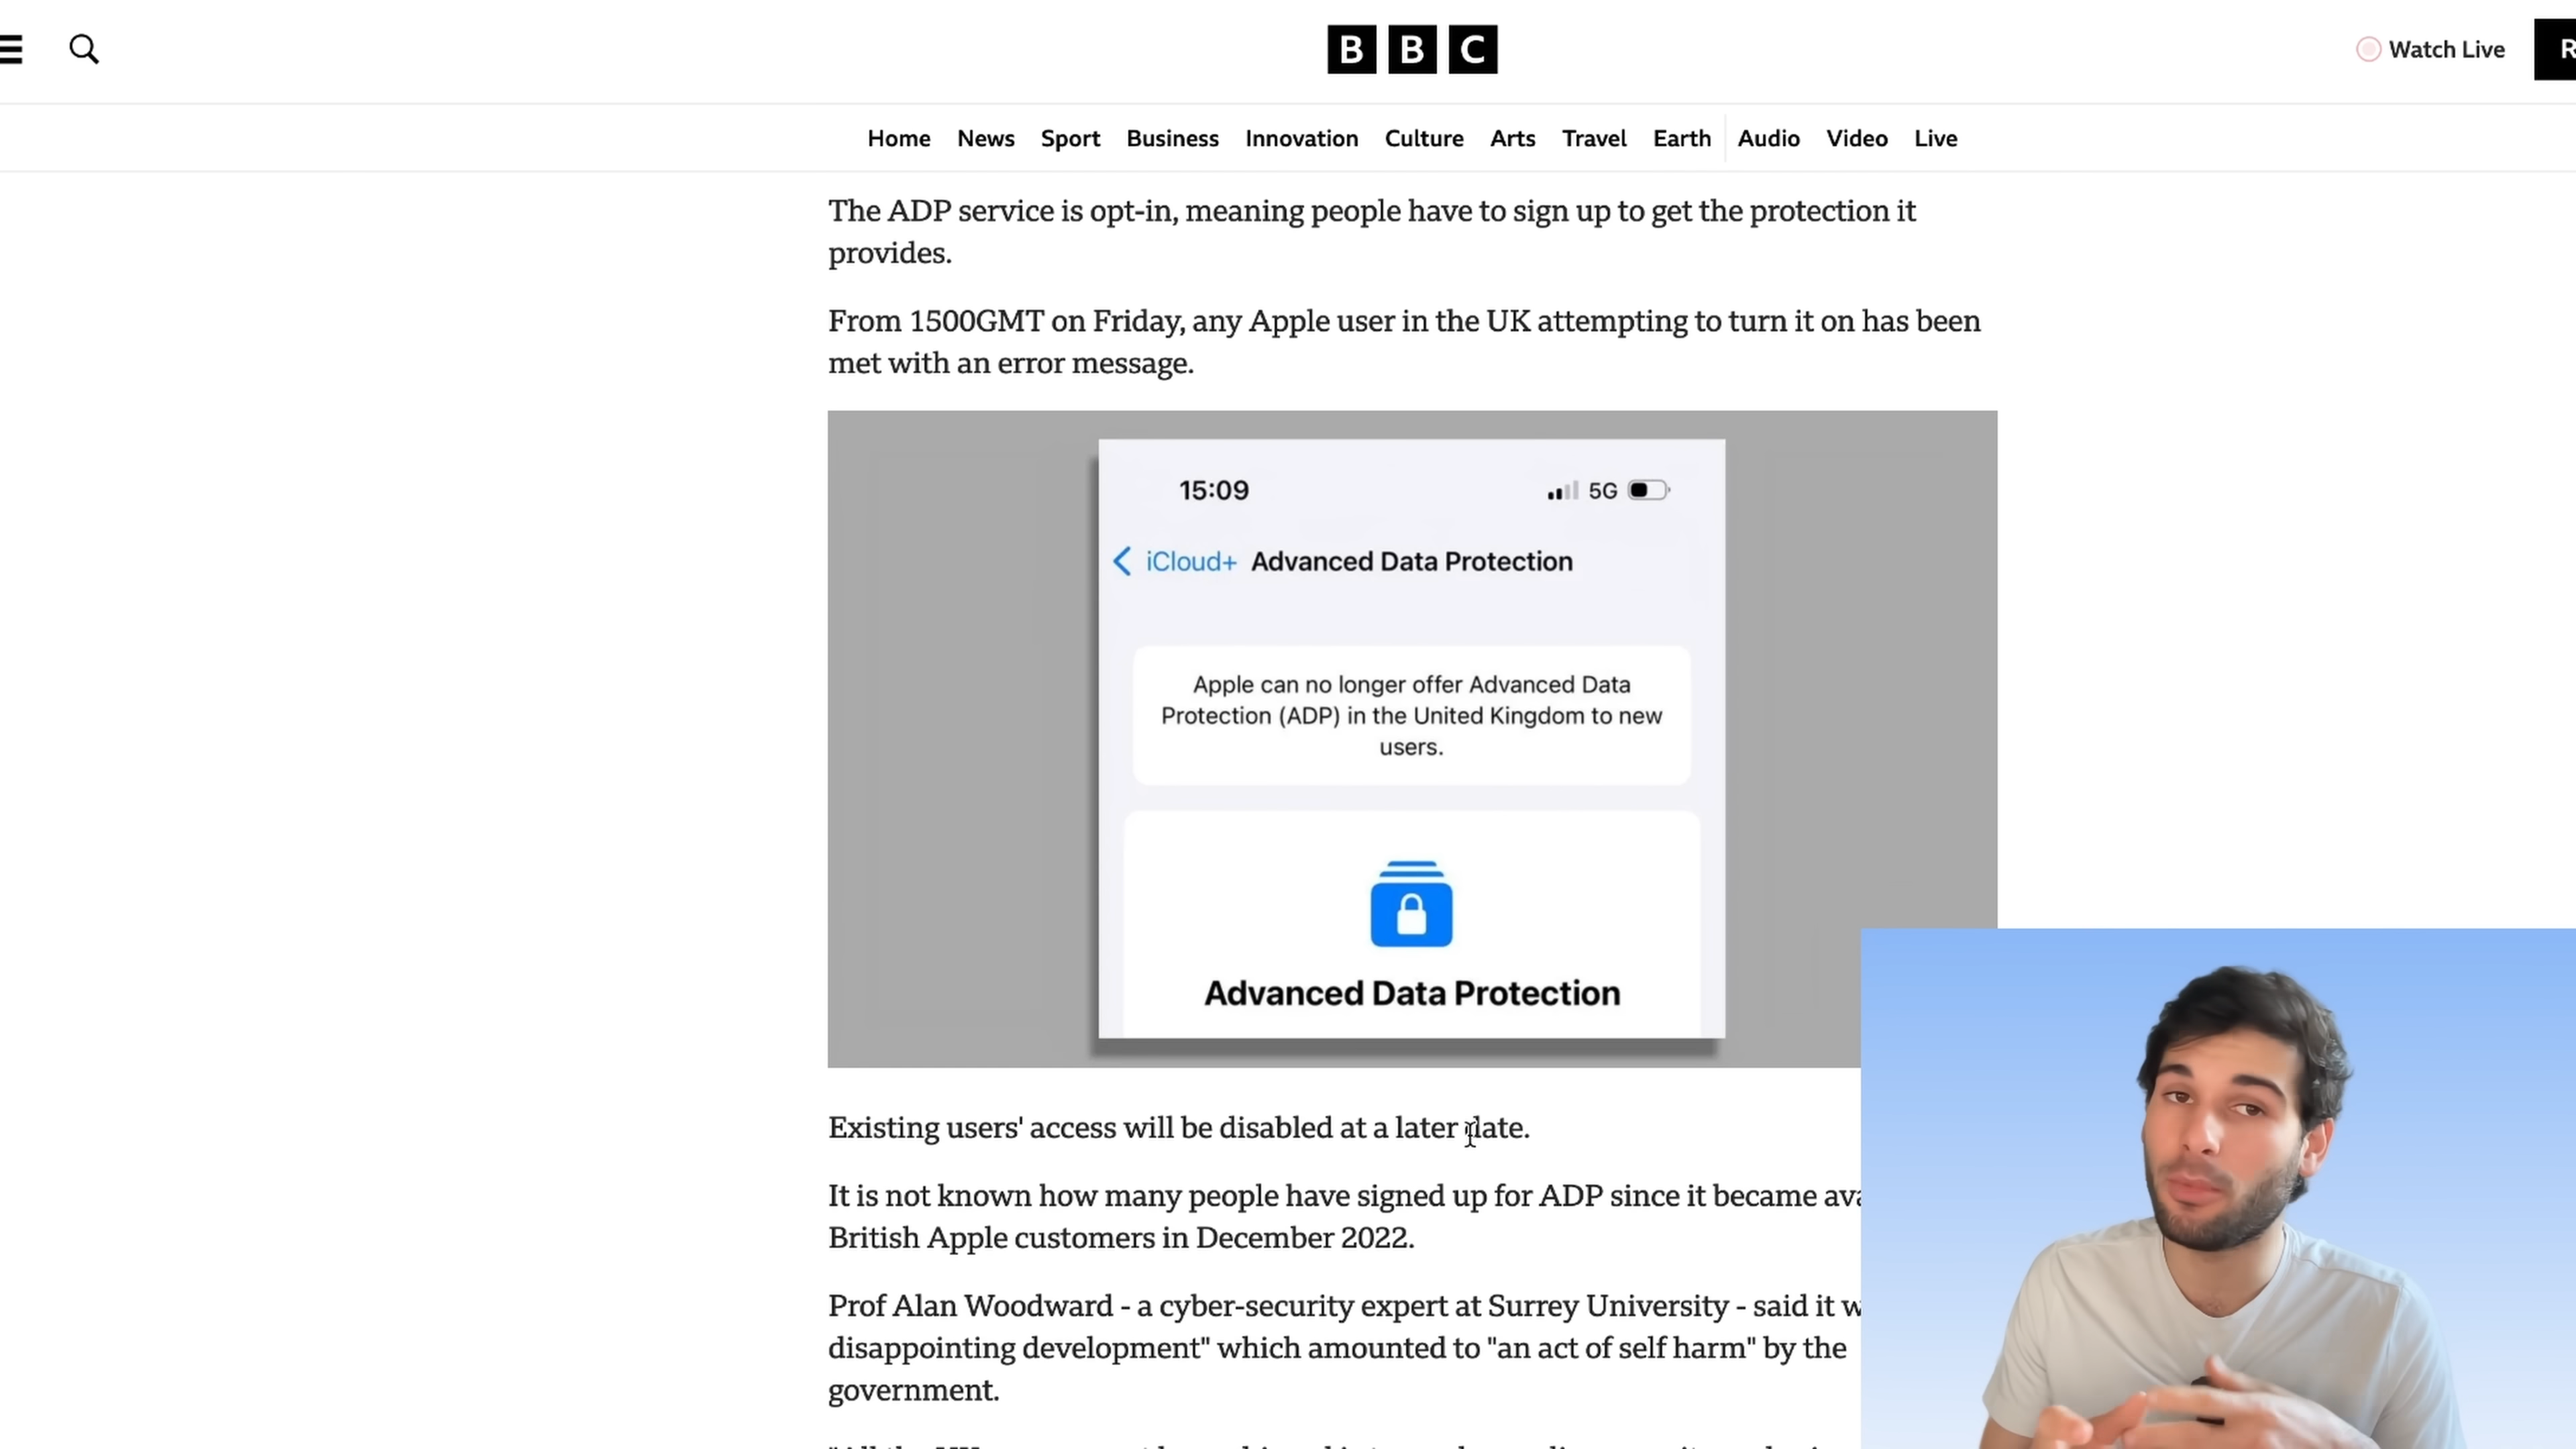 BBC
Watch Live
R
Home News Sport Business Innovation Culture Arts Travel Earth Audio Video Live
The ADP service is opt-in, meaning people have to sign up to get the protection it
provides.
From 1500GMT on Friday, any Apple user in the UK attempting to turn it on has been
met with an error message.
15:09 5G
iCloud+ Advanced Data Protection
Apple can no longer offer Advanced Data
Protection (ADP) in the United Kingdom to new
users.
Advanced Data Protection
Existing users' access will be disabled at a later date.
It is not known how many people have signed up for ADP since it became
British Apple customers in December 2022.
Prof Alan Woodward - a cyber-security expert at Surrey University - said it
disappointing development" which amounted to "an act of self harm" by the
government.